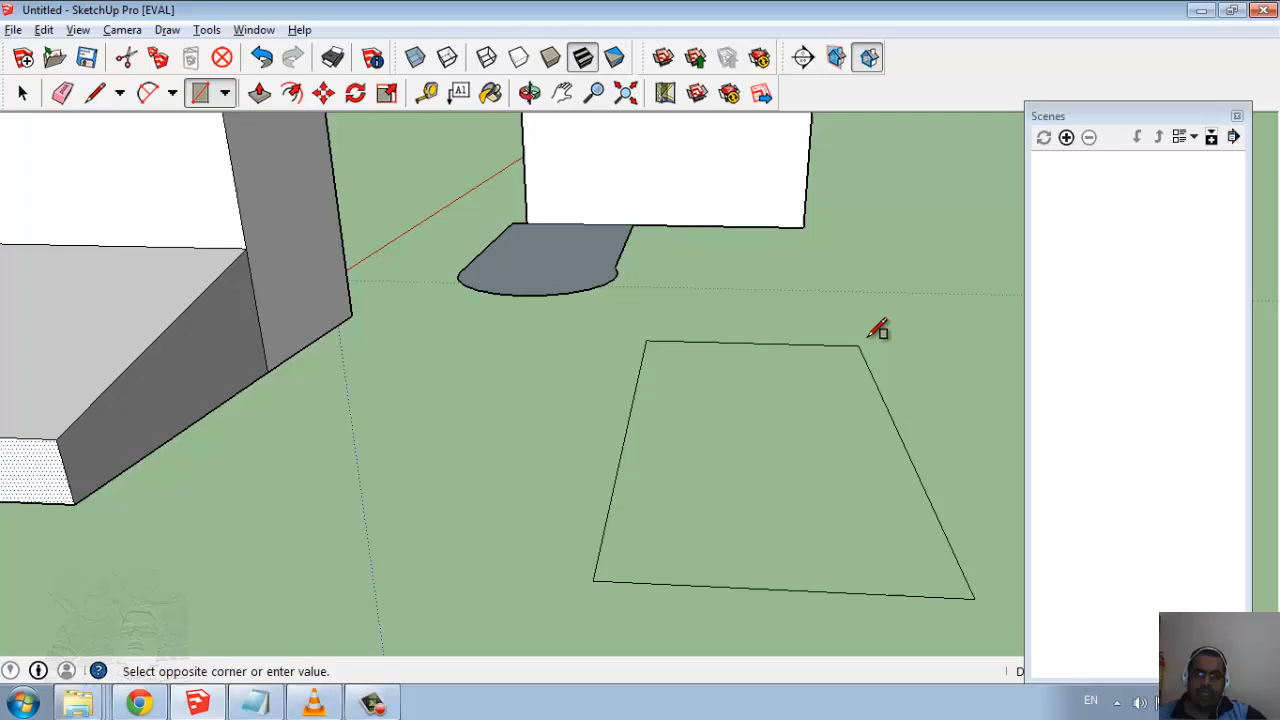 Untitled - SketchUp Pro [EVAL]
File Edit View Camera Draw Tools Window Help
A1
Scenes
Select opposite corner or enter value.
D
EN